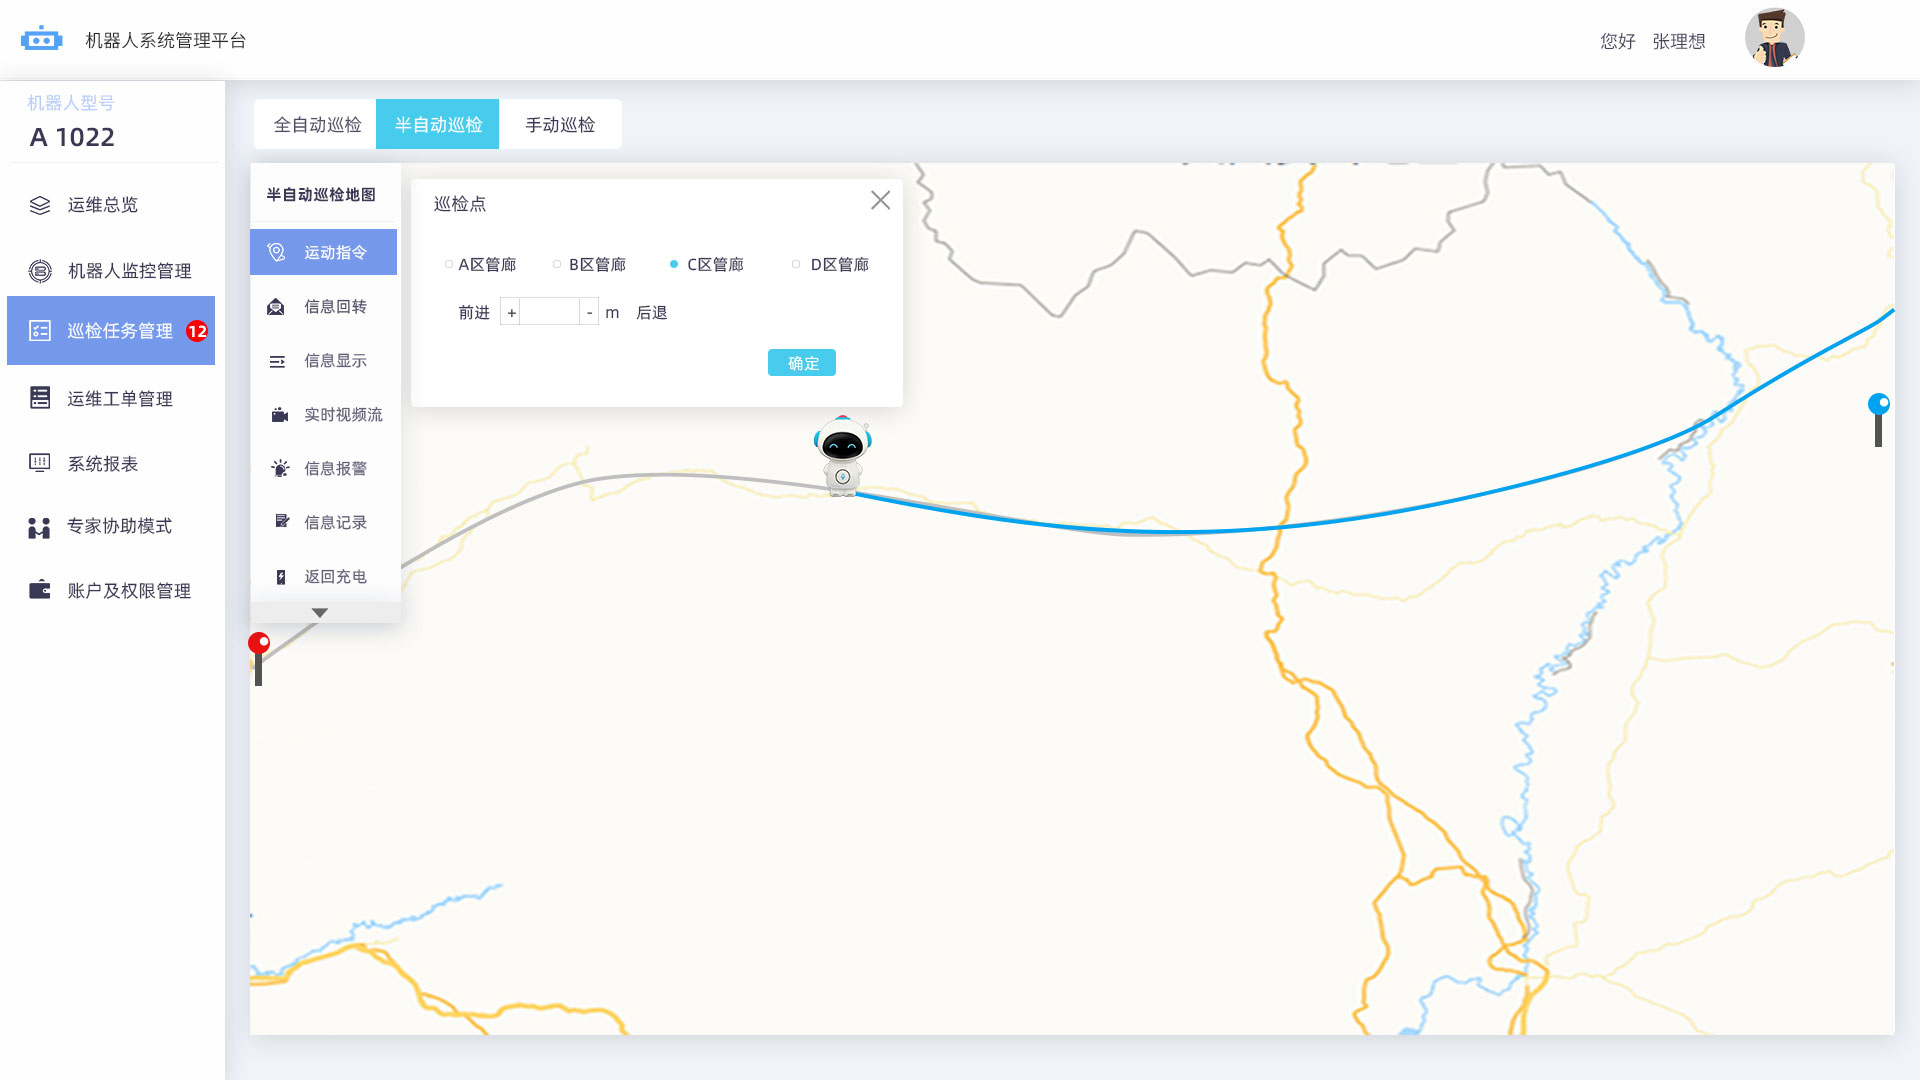 机器人系统管理平台
您好 张理想
机器人型号
A 1022
运维总览
机器人监控管理
巡检任务管理 12
运维工单管理
系统报表
专家协助模式
账户及权限管理
全自动巡检 半自动巡检 手动巡检
半自动巡检地图
运动指令
信息回转
信息显示
实时视频流
信息报警
信息记录
返回充电
巡检点
A区管廊 B区管廊 C区管廊 D区管廊
前进 + - m 后退
确定